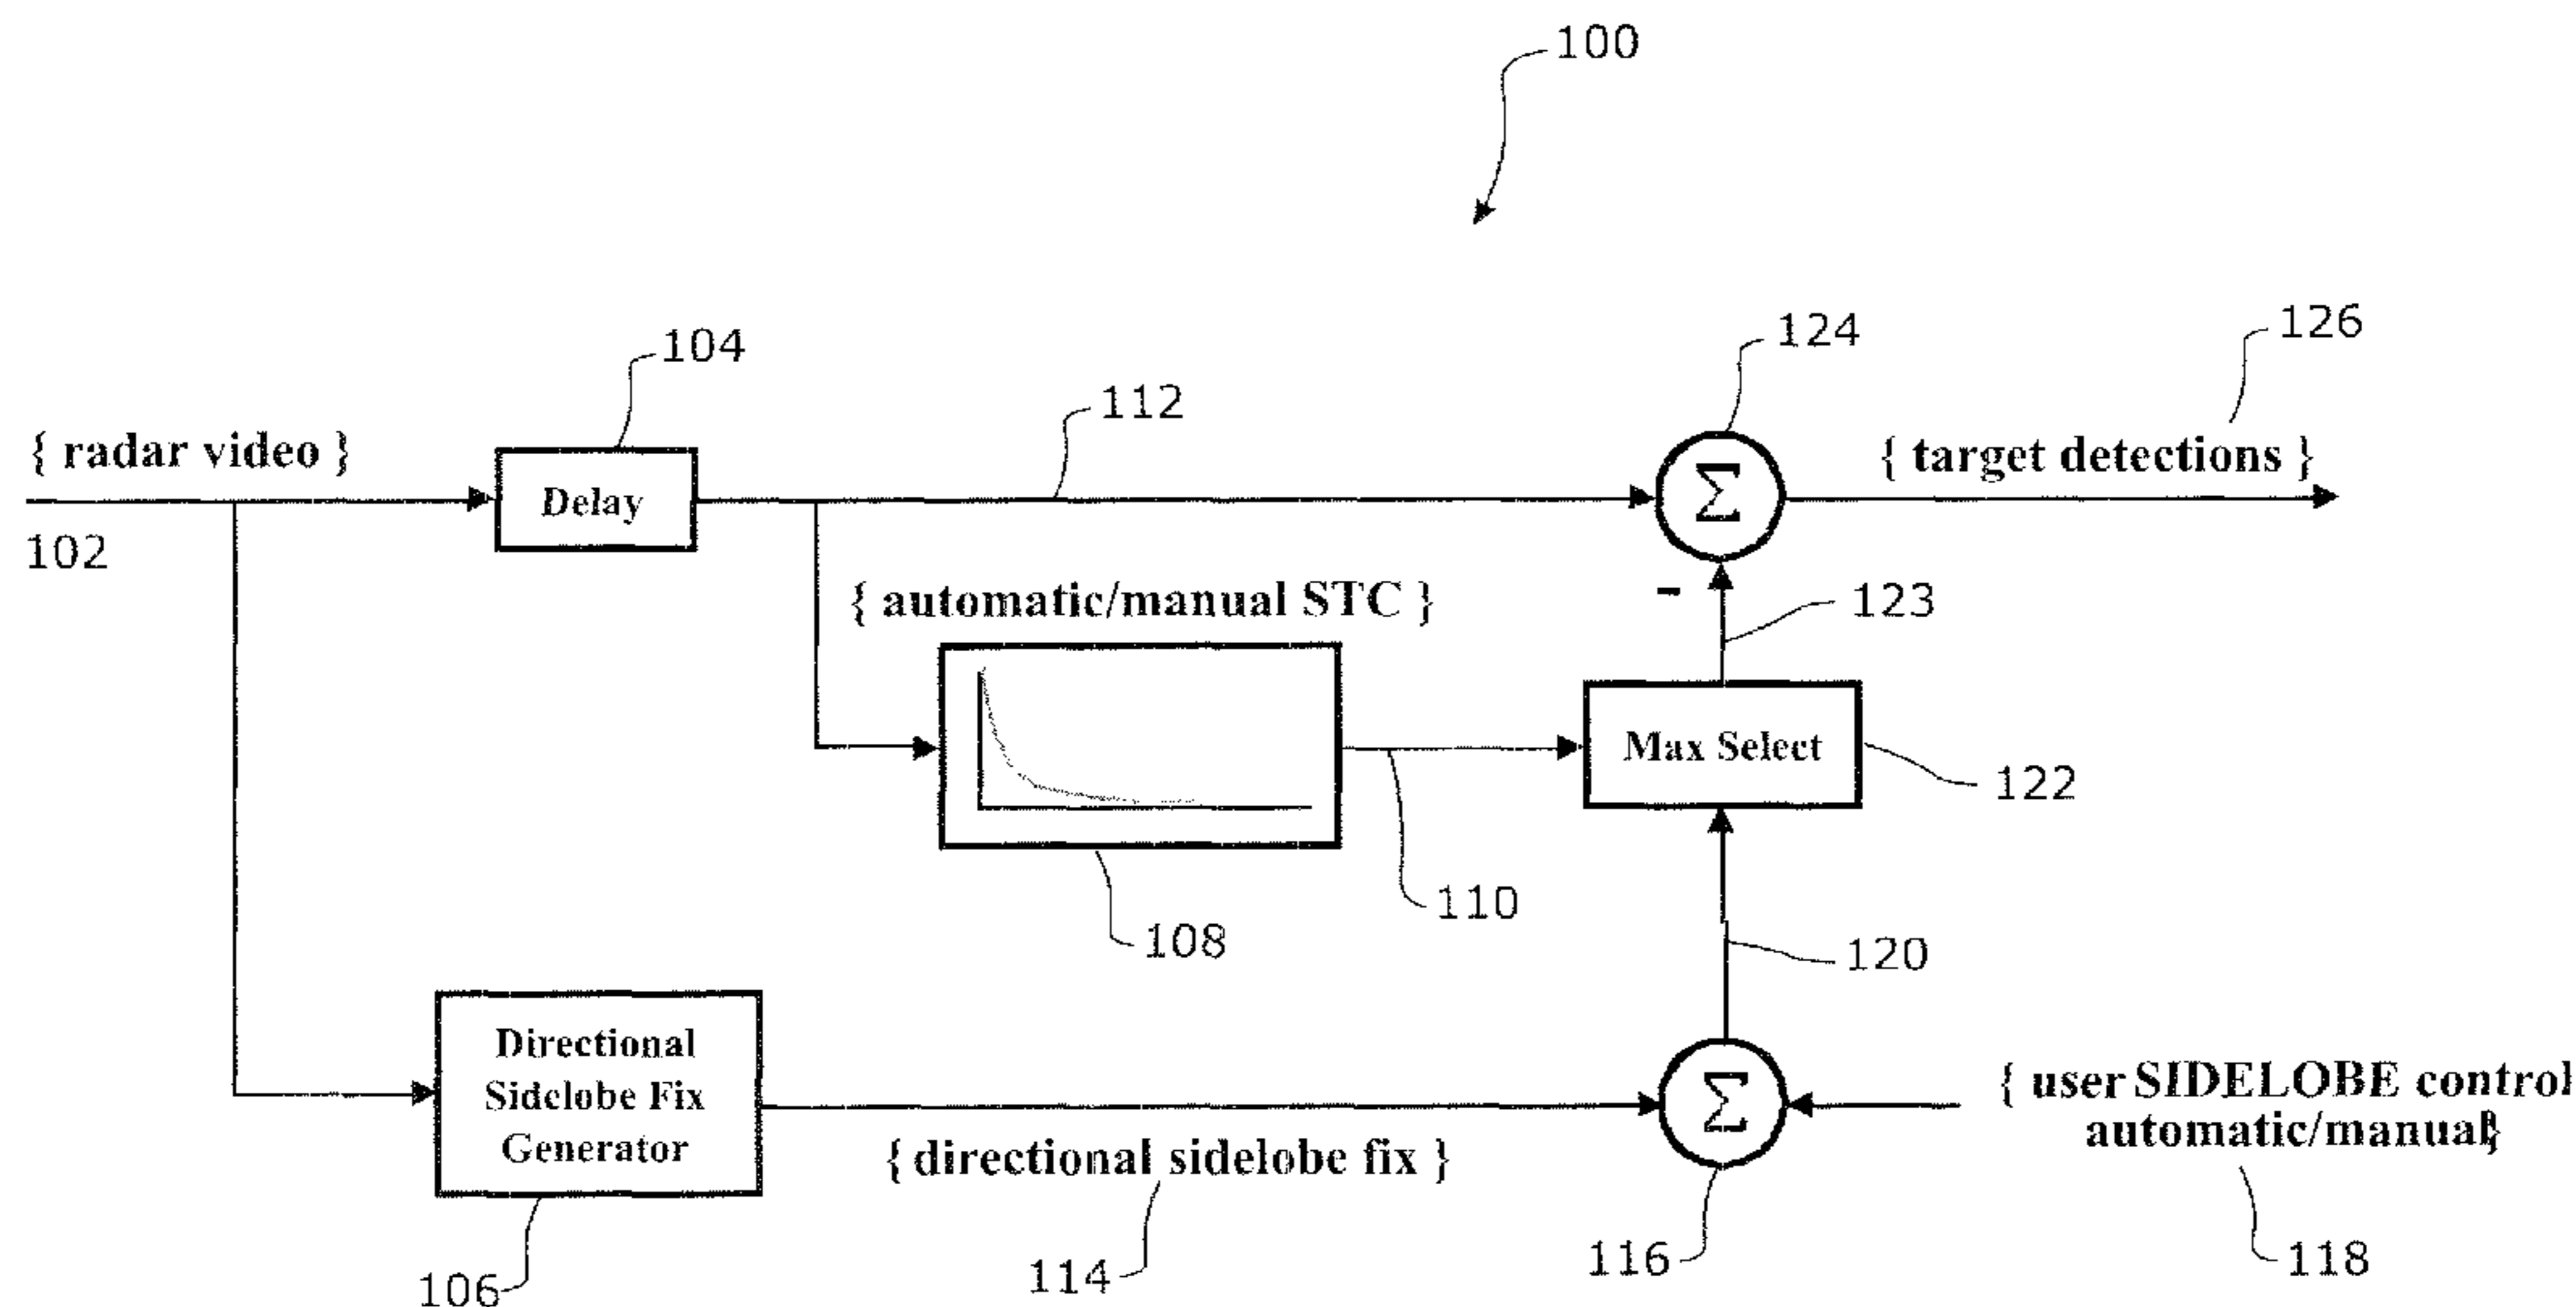 100
104
112
124
126
{ radar video }
Delay
Σ
{ target detections }
102
{ automatic/manual STC }
-
123
Max Select
122
110
108
120
Directional
Sidelobe Fix
Generator
Σ
{ user SIDELOBE control
automatic/manual}
{ directional sidelobe fix }
106
114
116
118